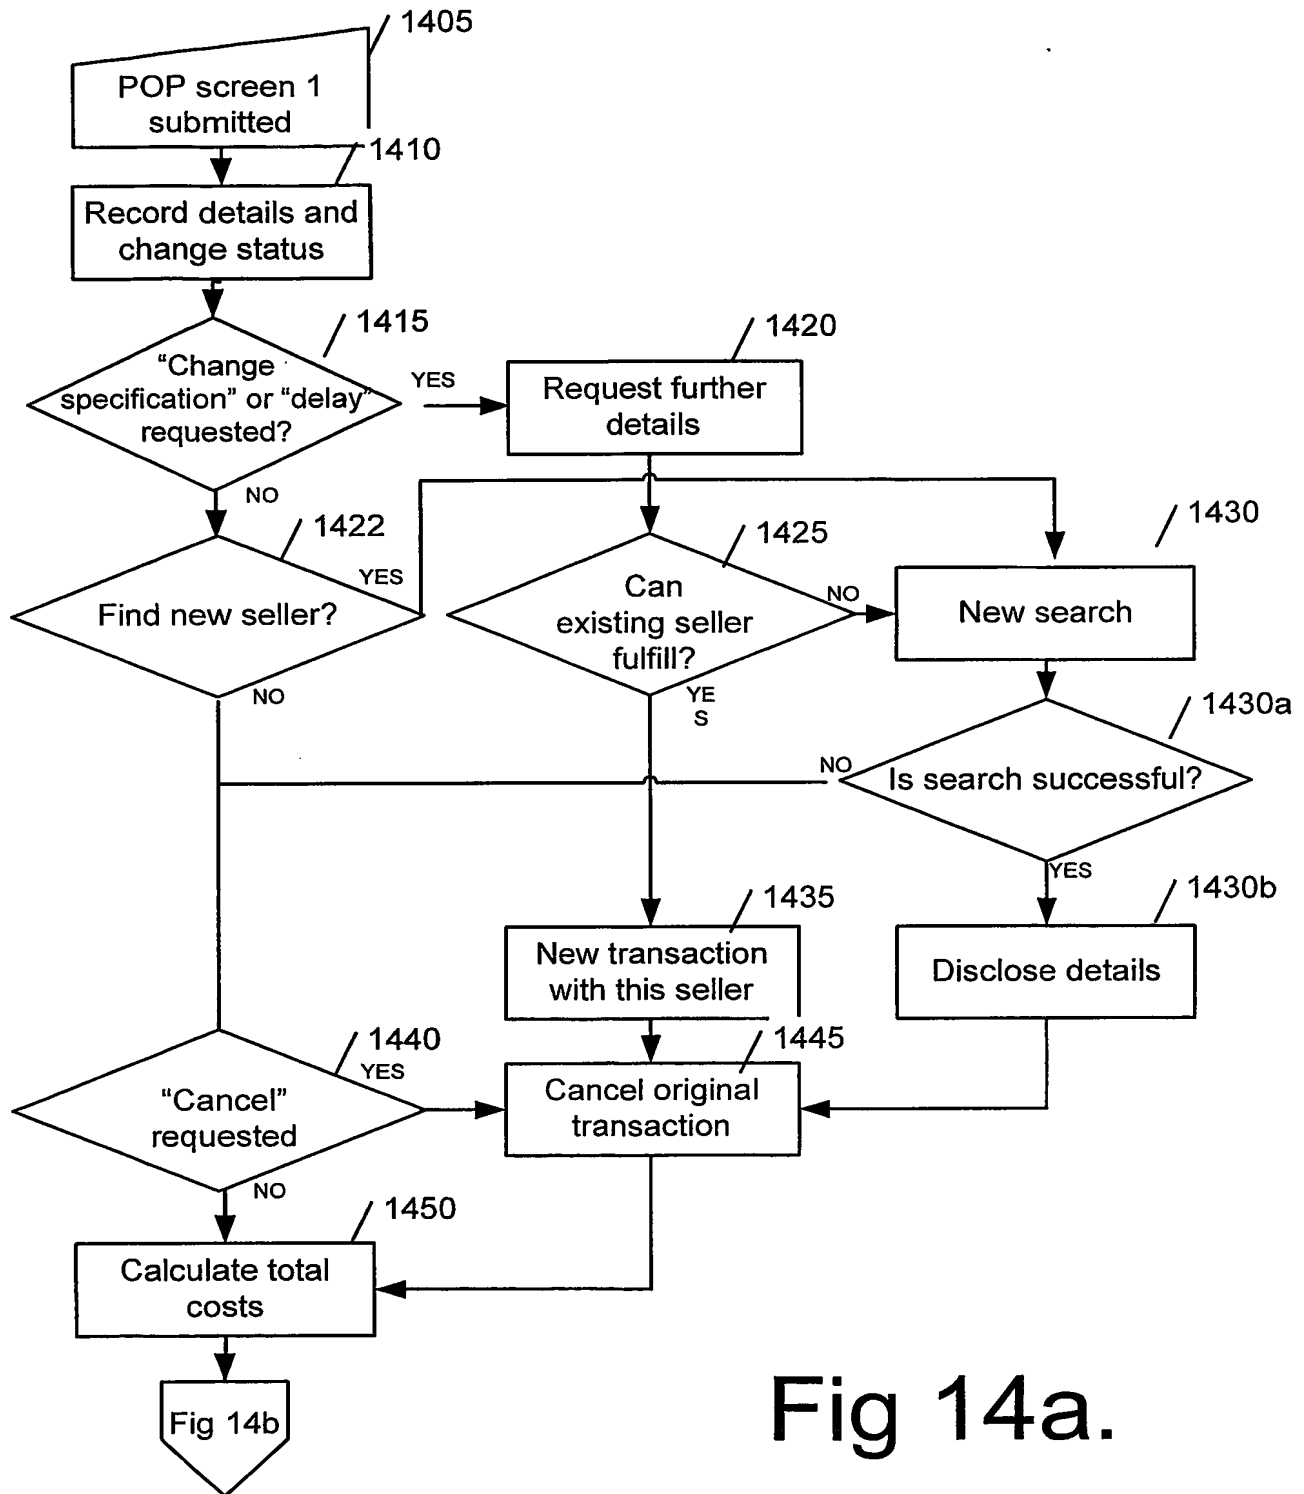 1405
POP screen 1
submitted
1410
Record details and
change status
1415
“Change
specification” or “delay”
requested?
YES
1420
Request further
details
NO
1422
Find new seller?
YES
1425
Can
existing seller
fulfill?
NO
1430
New search
NO
YE
S
1430a
NO
Is search successful?
YES
1435
New transaction
with this seller
1430b
Disclose details
1440
YES
“Cancel”
requested
1445
Cancel original
transaction
NO
1450
Calculate total
costs
Fig 14b
Fig 14a.